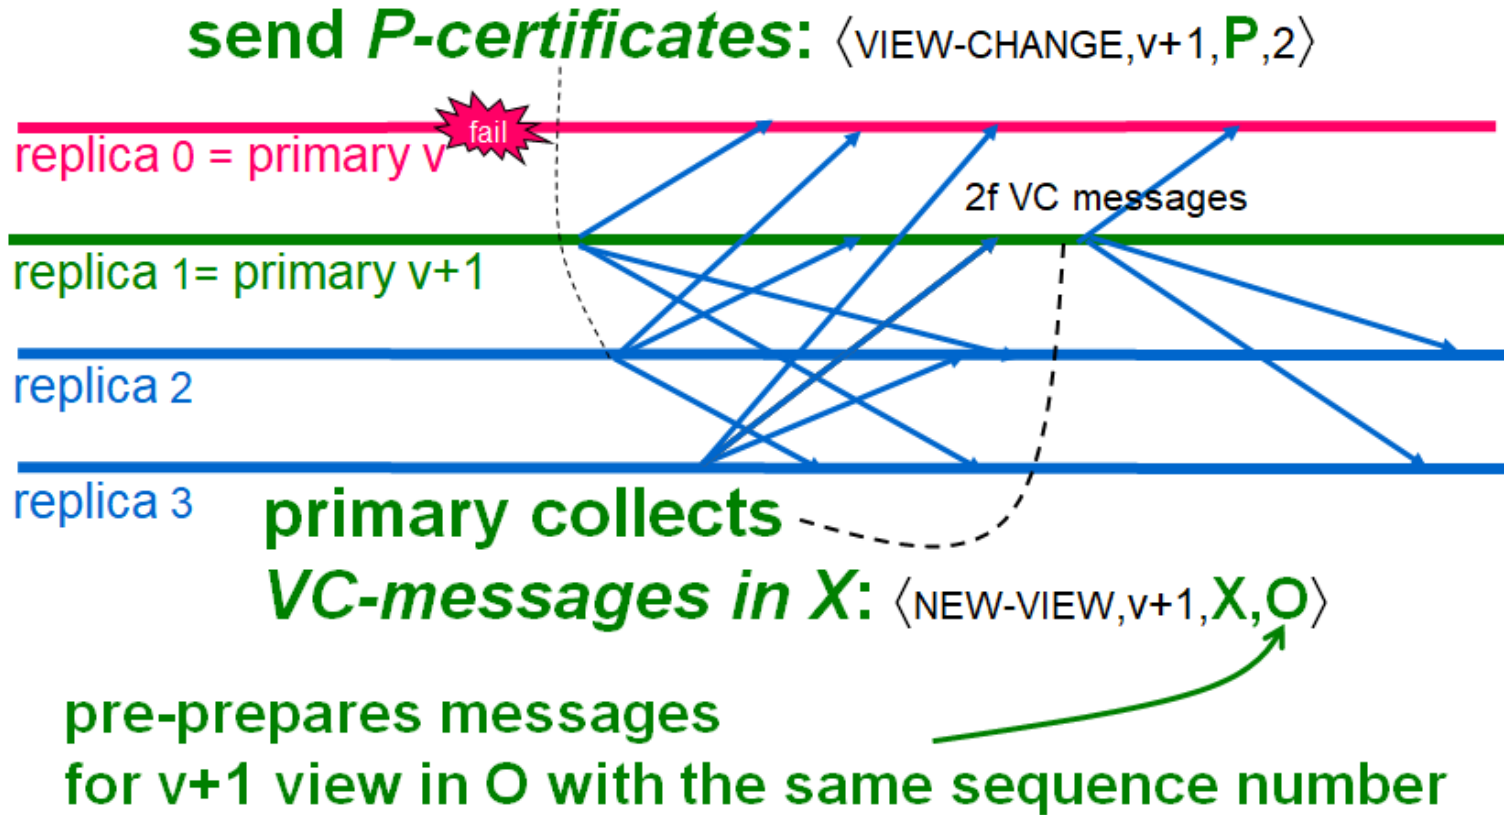 send P-certificates: ⟨VIEW-CHANGE,v+1,P,2⟩
fail
replica 0 = primary v
2f VC messages
replica 1= primary v+1
replica 2
replica 3
primary collects
VC-messages in X: ⟨NEW-VIEW,v+1,X,O⟩
pre-prepares messages
for v+1 view in O with the same sequence number